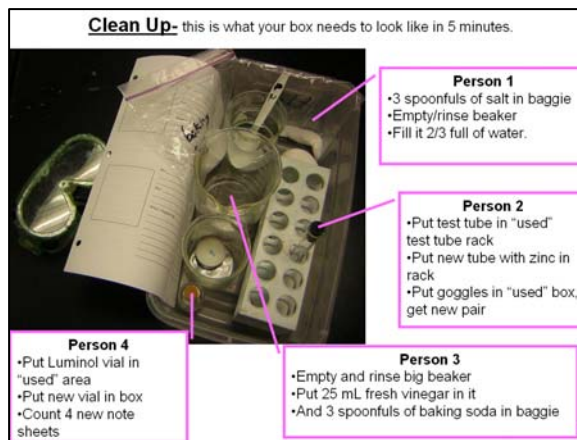 Clean Up- this is what your box needs to look like in 5 minutes.
Person 1
•3 spoonfuls of salt in baggie
•Empty/rinse beaker
•Fill it 2/3 full of water.
Person 2
•Put test tube in “used”
test tube rack
•Put new tube with zinc in
rack
•Put goggles in “used” box,
get new pair
Person 4
•Put Luminol vial in
“used” area
•Put new vial in box
•Count 4 new note
sheets
Person 3
•Empty and rinse big beaker
•Put 25 mL fresh vinegar in it
•And 3 spoonfuls of baking soda in baggie